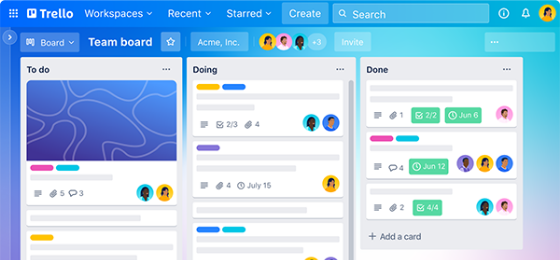 Trello Workspaces Recent Starred Create Search
Board Team board Acme, Inc. +3 Invite ...
To do ...
5 3
Doing ...
2/3 4
4 July 15
Done ...
1 2/2 Jun 6
4 Jun 12
2 4/4
+ Add a card